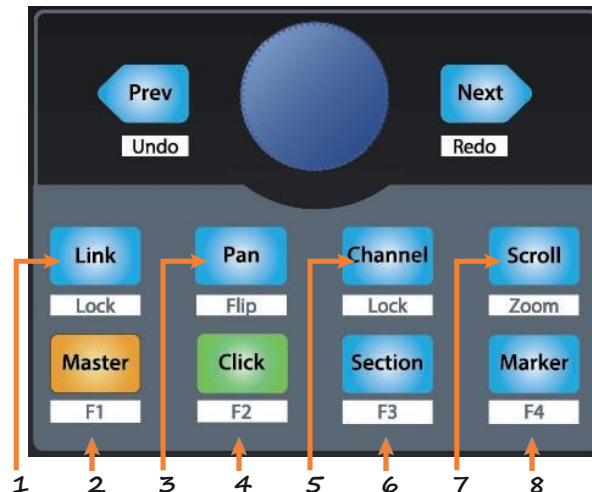 Prev Next
Undo Redo
Link Pan Channel Scroll
Lock Flip Lock Zoom
Master Click Section Marker
F1 F2 F3 F4
1 2 3 4 5 6 7 8